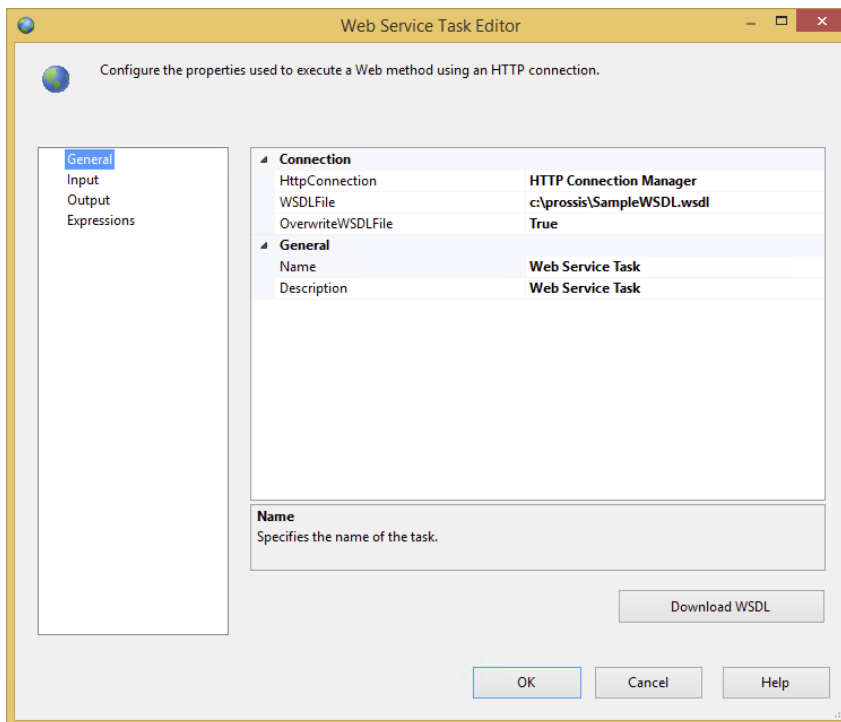 Web Service Task Editor
Configure the properties used to execute a Web method using an HTTP connection.
General
Input
Output
Expressions
Connection
HttpConnection HTTP Connection Manager
WSDLFile c:\prossis\SampleWSDL.wsdl
OverwriteWSDLFile True
General
Name Web Service Task
Description Web Service Task
Name
Specifies the name of the task.
Download WSDL
OK Cancel Help